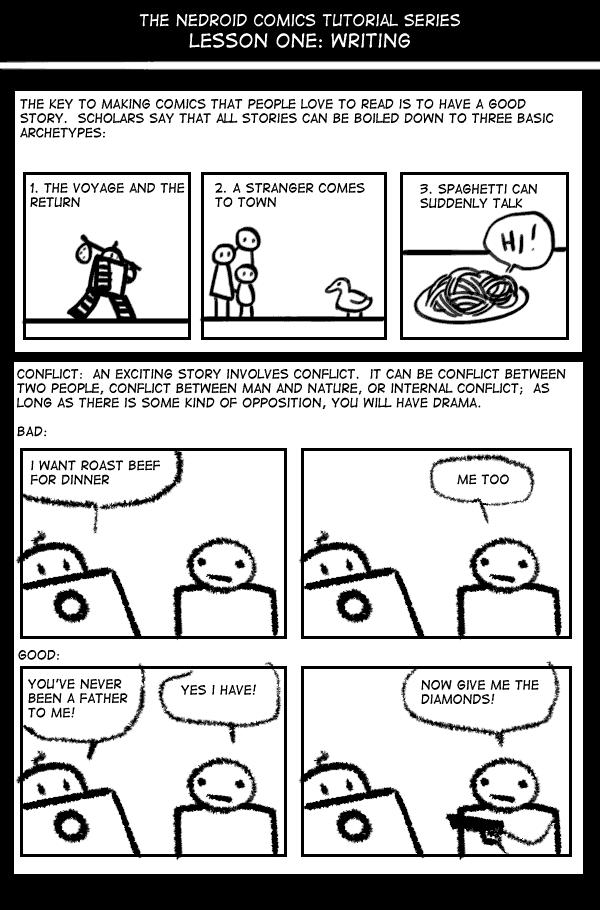 THE NEDROID COMICS TUTORIAL SERIES
LESSON ONE: WRITING
THE KEY TO MAKING COMICS THAT PEOPLE LOVE TO READ IS TO HAVE A GOOD
STORY. SCHOLARS SAY THAT ALL STORIES CAN BE BOILED DOWN TO THREE BASIC
ARCHETYPES:
1. THE VOYAGE AND THE
RETURN
2. A STRANGER COMES
TO TOWN
3. SPAGHETTI CAN
SUDDENLY TALK
HI!
CONFLICT: AN EXCITING STORY INVOLVES CONFLICT. IT CAN BE CONFLICT BETWEEN
TWO PEOPLE, CONFLICT BETWEEN MAN AND NATURE, OR INTERNAL CONFLICT; AS
LONG AS THERE IS SOME KIND OF OPPOSITION, YOU WILL HAVE DRAMA.
BAD:
I WANT ROAST BEEF
FOR DINNER
ME TOO
GOOD:
YOU'VE NEVER
BEEN A FATHER
TO ME!
YES I HAVE!
NOW GIVE ME THE
DIAMONDS!